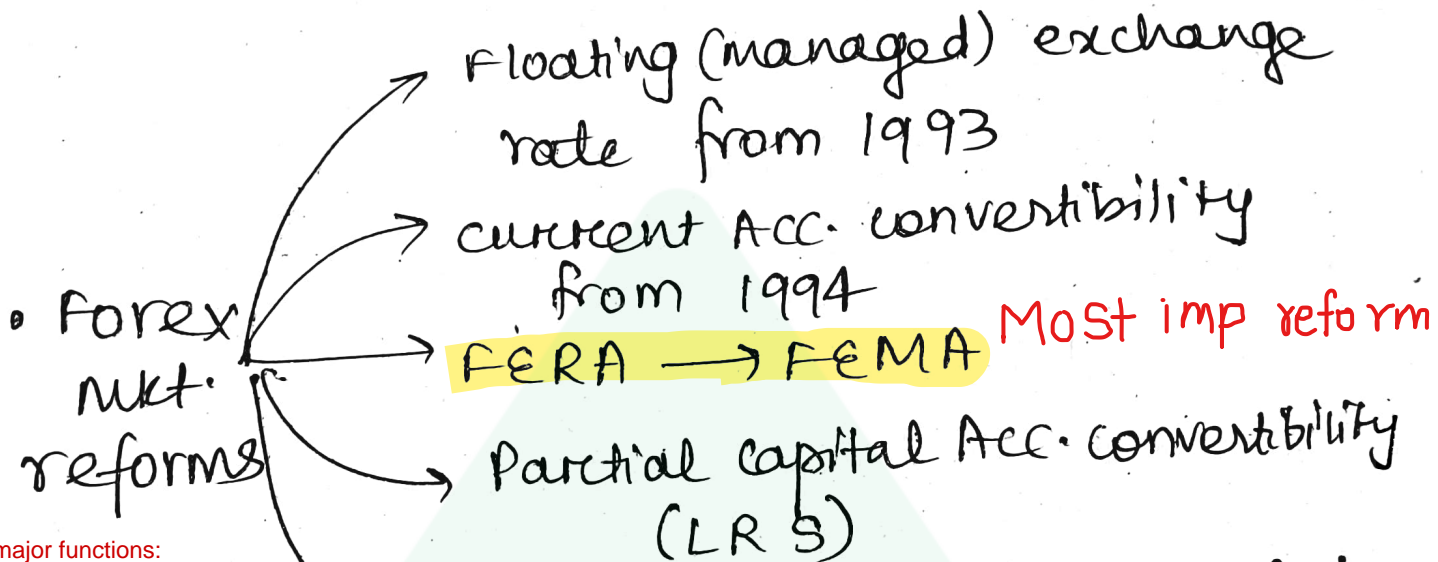 Floating (managed) exchange
rate from 1993
current Acc. convertibility
from 1994
• Forex
Mkt.
reforms
FERA → FEMA Most imp reform
Partial capital Acc. convertibility
(LRS)
major functions: